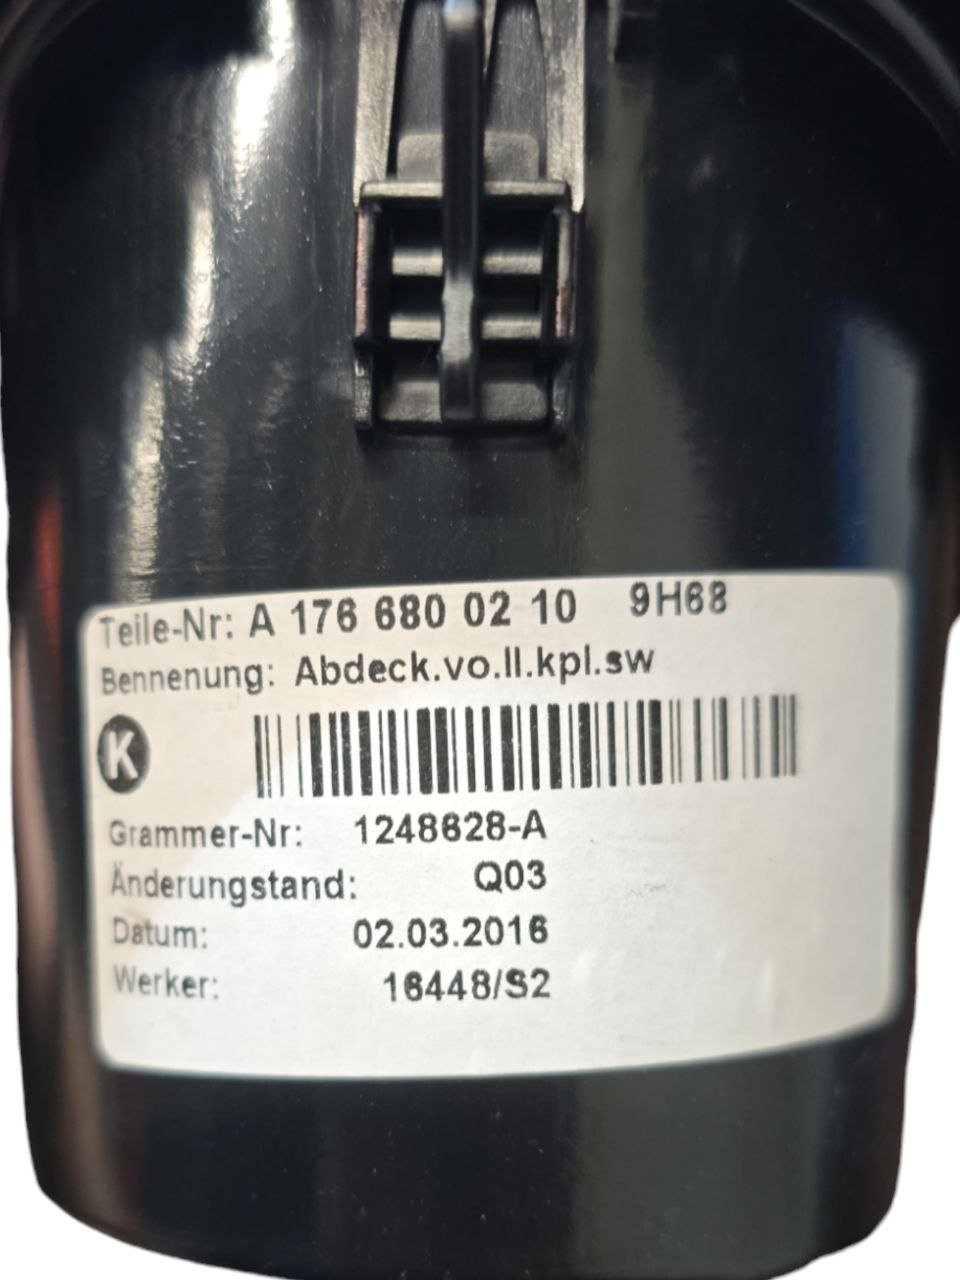 Teile-Nr: A 176 680 02 10 9H68
Bennenung: Abdeck.vo.ll.kpl.sw
K
Grammer-Nr: 1248628-A
Änderungstand: Q03
Datum: 02.03.2016
Werker: 16448/S2